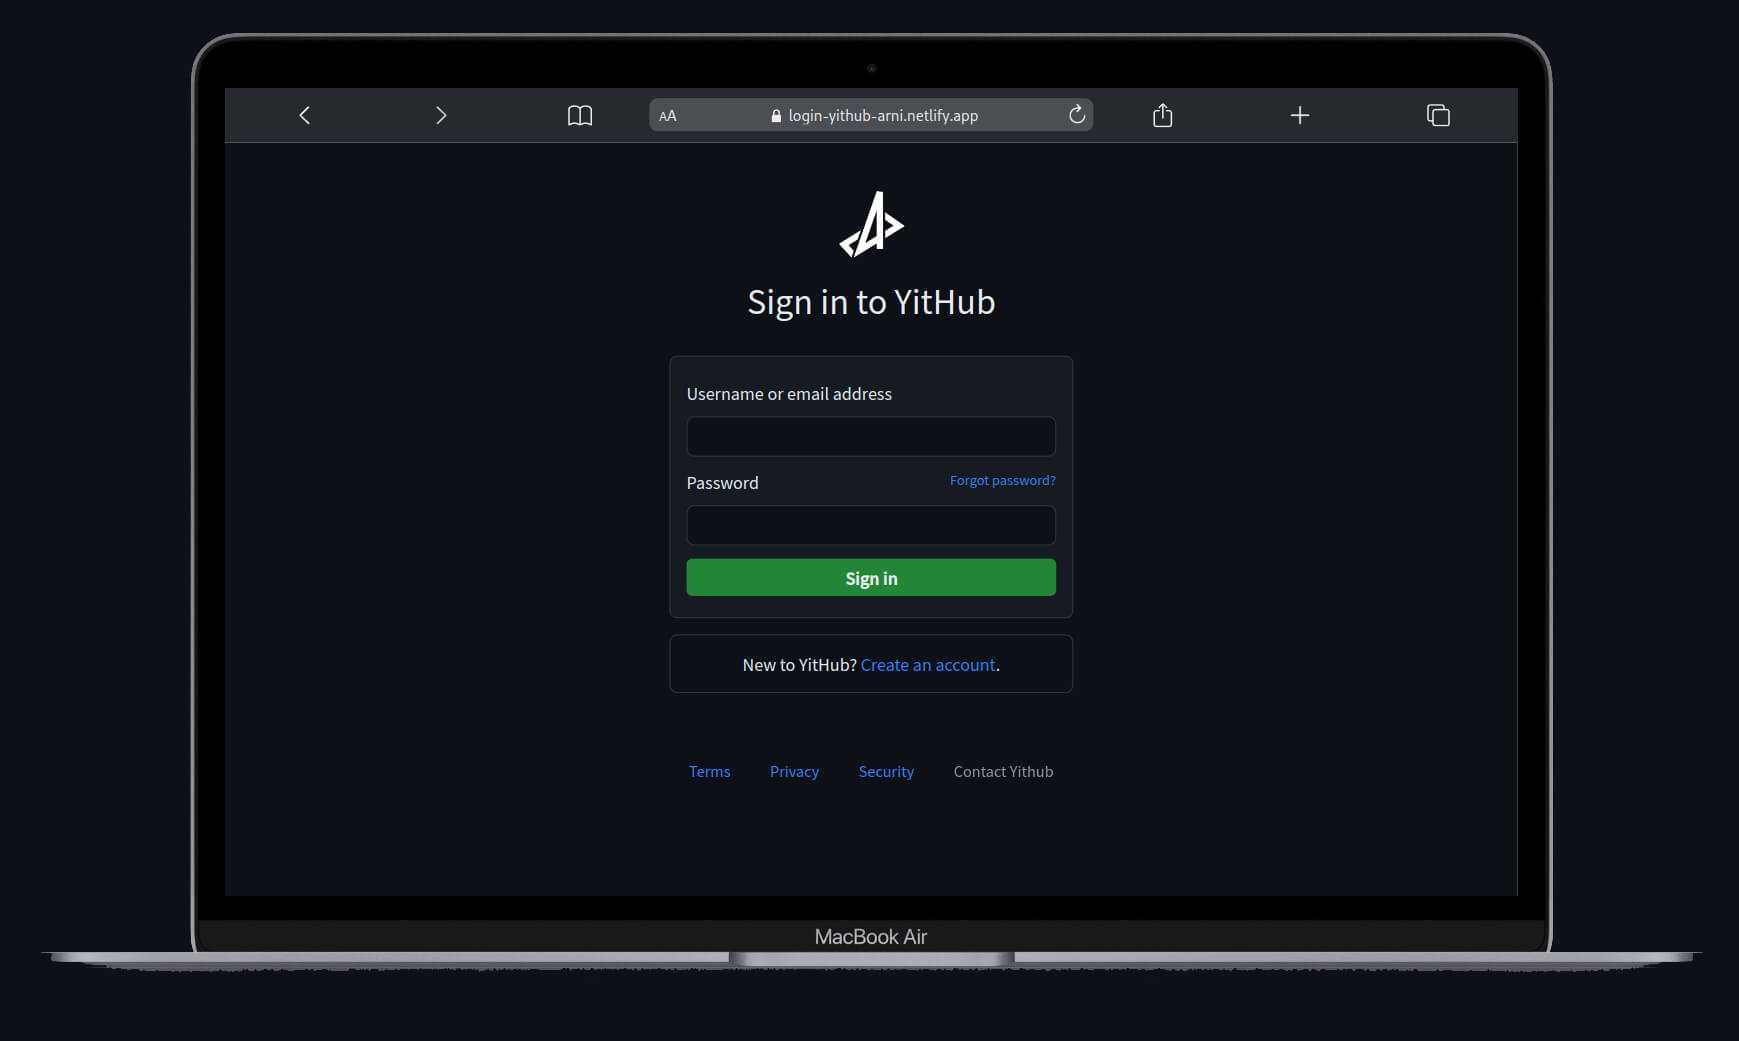 AA login-yithub-arni.netlify.app
Sign in to YitHub
Username or email address
Password Forgot password?
Sign in
New to YitHub? Create an account.
Terms Privacy Security Contact Yithub
MacBook Air